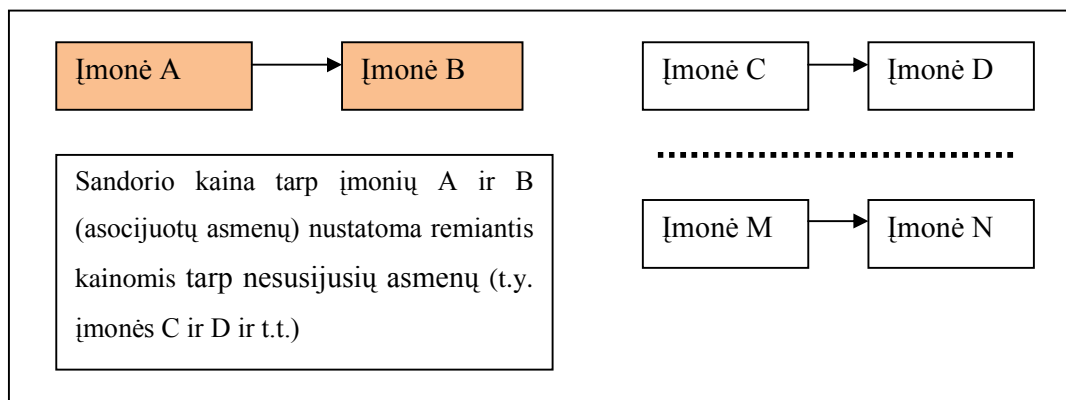 Įmonė A
Įmonė B
Įmonė C
Įmonė D
Sandorio kaina tarp įmonių A ir B
(asocijuotų asmenų) nustatoma remiantis
kainomis tarp nesusijusių asmenų (t.y.
įmonės C ir D ir t.t.)
Įmonė M
Įmonė N